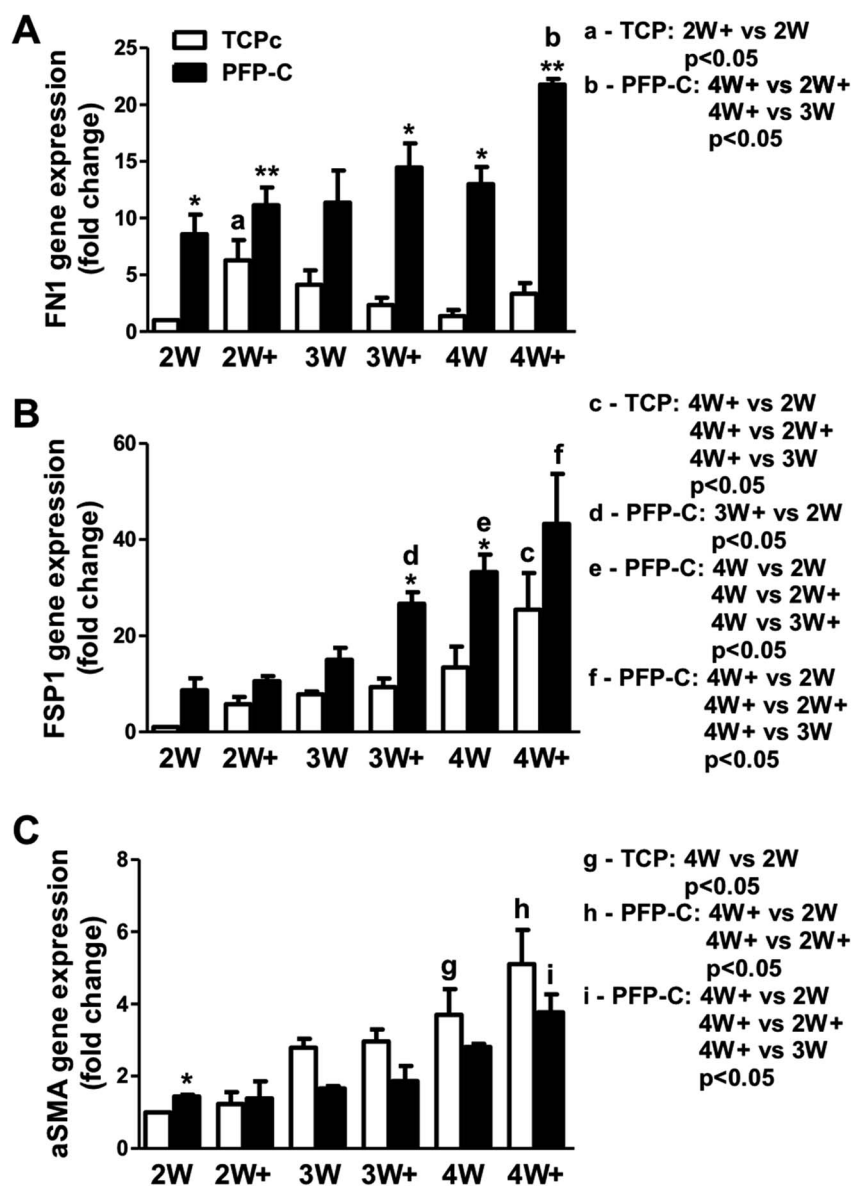 A
FN1 gene expression
(fold change)
25
20
15
10
5
0
TCPc
PFP-C
*
a
**
*
*
b
**
2W 2W+ 3W 3W+ 4W 4W+
a - TCP: 2W+ vs 2W
p<0.05
b - PFP-C: 4W+ vs 2W+
4W+ vs 3W
p<0.05
B
FSP1 gene expression
(fold change)
60
40
20
0
d
*
e
*
c
f
2W 2W+ 3W 3W+ 4W 4W+
c - TCP: 4W+ vs 2W
4W+ vs 2W+
4W+ vs 3W
p<0.05
d - PFP-C: 3W+ vs 2W
p<0.05
e - PFP-C: 4W vs 2W
4W vs 2W+
4W vs 3W+
p<0.05
f - PFP-C: 4W+ vs 2W
4W+ vs 2W+
4W+ vs 3W
p<0.05
C
aSMA gene expression
(fold change)
8
6
4
2
0
*
g
h
i
2W 2W+ 3W 3W+ 4W 4W+
g - TCP: 4W vs 2W
p<0.05
h - PFP-C: 4W+ vs 2W
4W+ vs 2W+
p<0.05
i - PFP-C: 4W+ vs 2W
4W+ vs 2W+
4W+ vs 3W
p<0.05